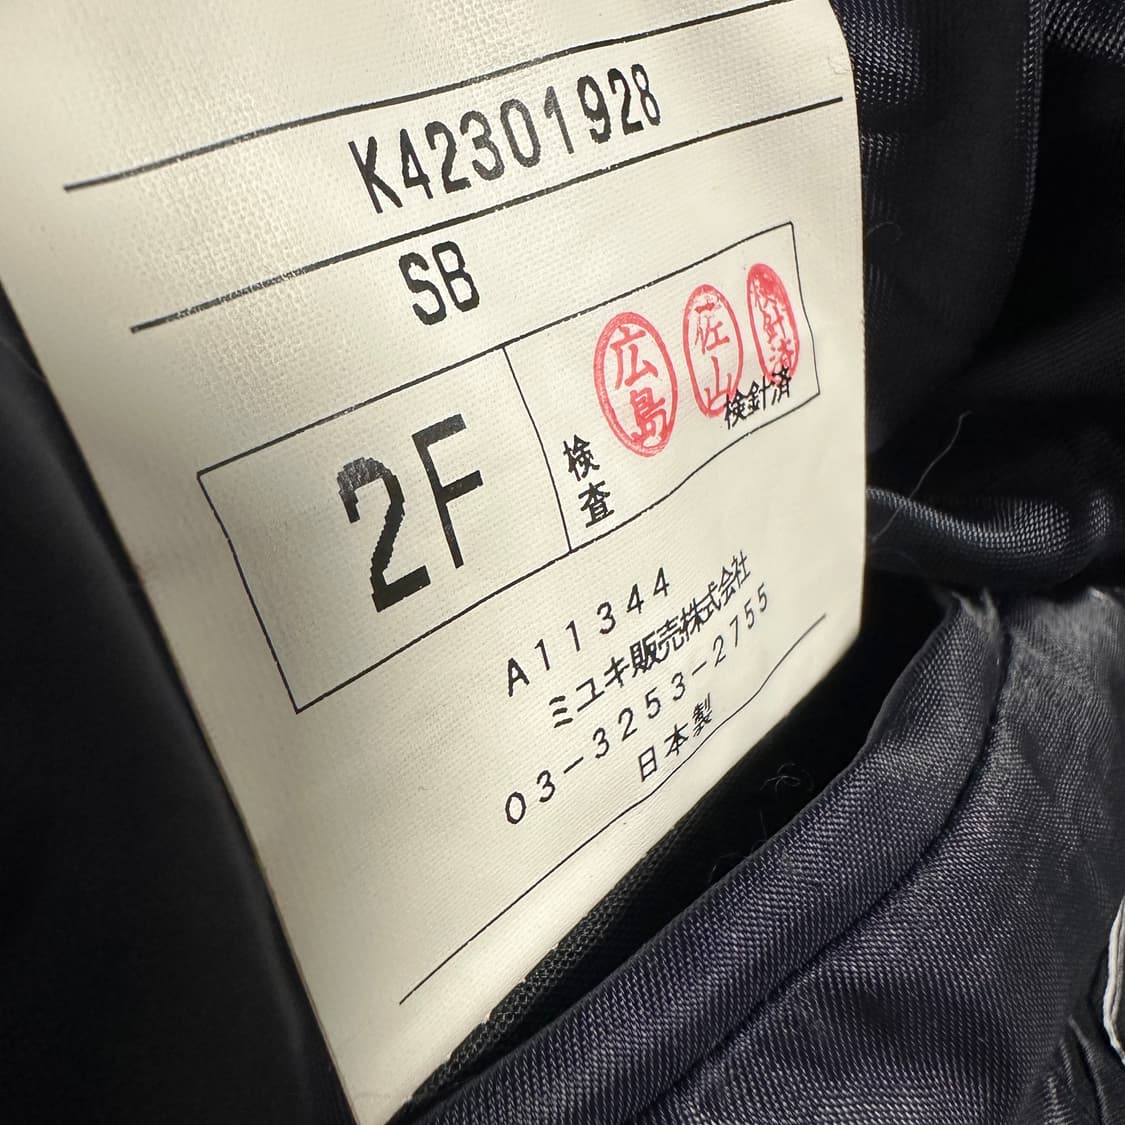 K42301928
SB
2F
検査
広島
佐山
検針済
検針済
A11344
ミユキ販売株式会社
03-3253-2755
日本製